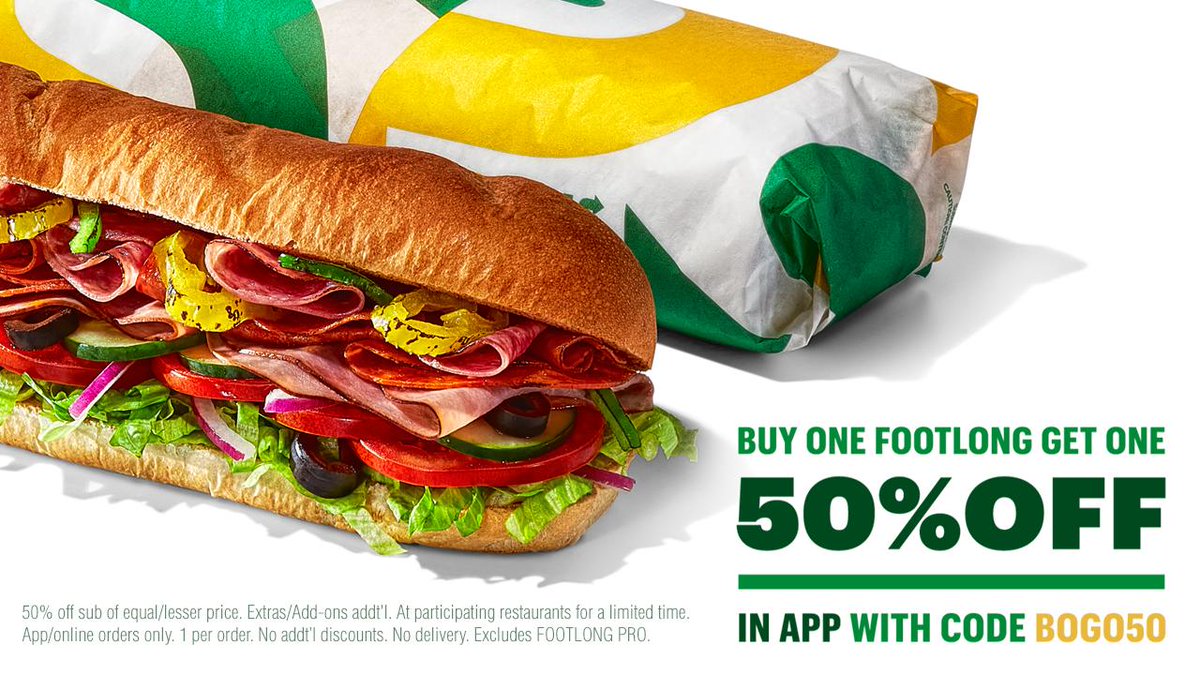 BUY ONE FOOTLONG GET ONE
50%OFF
IN APP WITH CODE BOGO50
50% off sub of equal/lesser price. Extras/Add-ons addt'l. At participating restaurants for a limited time.
App/online orders only. 1 per order. No addt'l discounts. No delivery. Excludes FOOTLONG PRO.